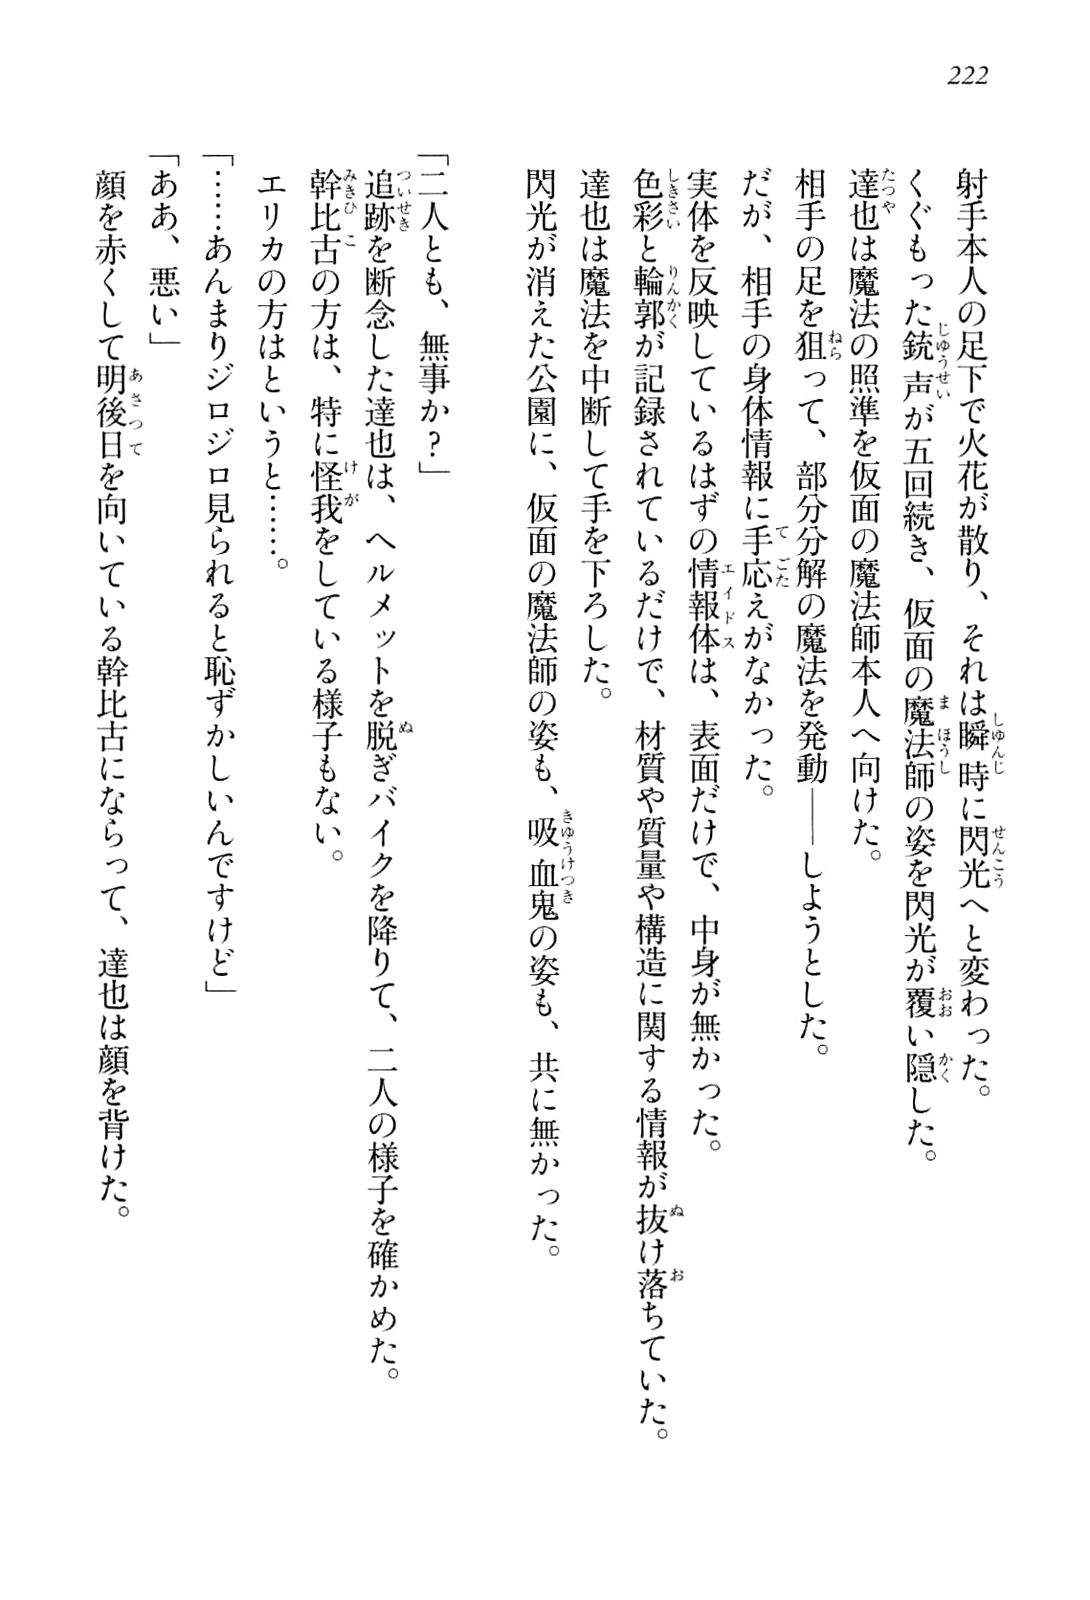 222
射手本人の足下で火花が散り、それは瞬時に閃光へと変わった。
くぐもった銃声が五回続き、仮面の魔法師の姿を閃光が覆い隠した。
達也は魔法の照準を仮面の魔法師本人へ向けた。
相手の足を狙って、部分分解の魔法を発動――しようとした。
だが、相手の身体情報に手応えがなかった。
実体を反映しているはずの情報体は、表面だけで、中身が無かった。
色彩と輪郭が記録されているだけで、材質や質量や構造に関する情報が抜け落ちていた。
達也は魔法を中断して手を下ろした。
閃光が消えた公園に、仮面の魔法師の姿も、吸血鬼の姿も、共に無かった。
「二人とも、無事か?」
追跡を断念した達也は、ヘルメットを脱ぎバイクを降りて、二人の様子を確かめた。
幹比古の方は、特に怪我をしている様子もない。
エリカの方はというと……。
「……あんまりジロジロ見られると恥ずかしいんですけど」
「ああ、悪い」
顔を赤くして明後日を向いている幹比古にならって、達也は顔を背けた。